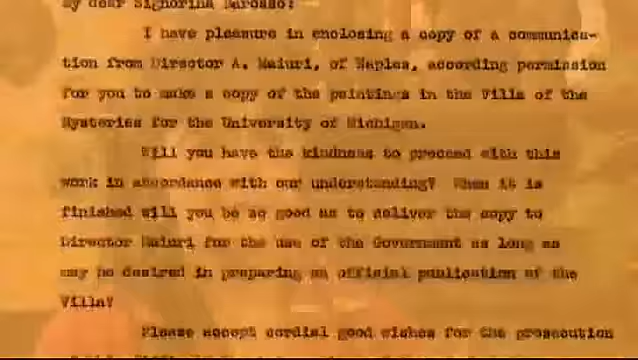 My dear Signorina Barosso:
I have pleasure in enclosing a copy of a communica-
tion from Director A. Maiuri, of Naples, according permission
for you to make a copy of the paintings in the Villa of the
Mysteries for the University of Michigan.
Will you have the kindness to proceed with this
work in accordance with our understanding? When it is
finished will you be so good as to deliver the copy to
Director Maiuri for the use of the Government as long as
may be desired in preparing an official publication of the
Villa?
Please accept cordial good wishes for the prosecution